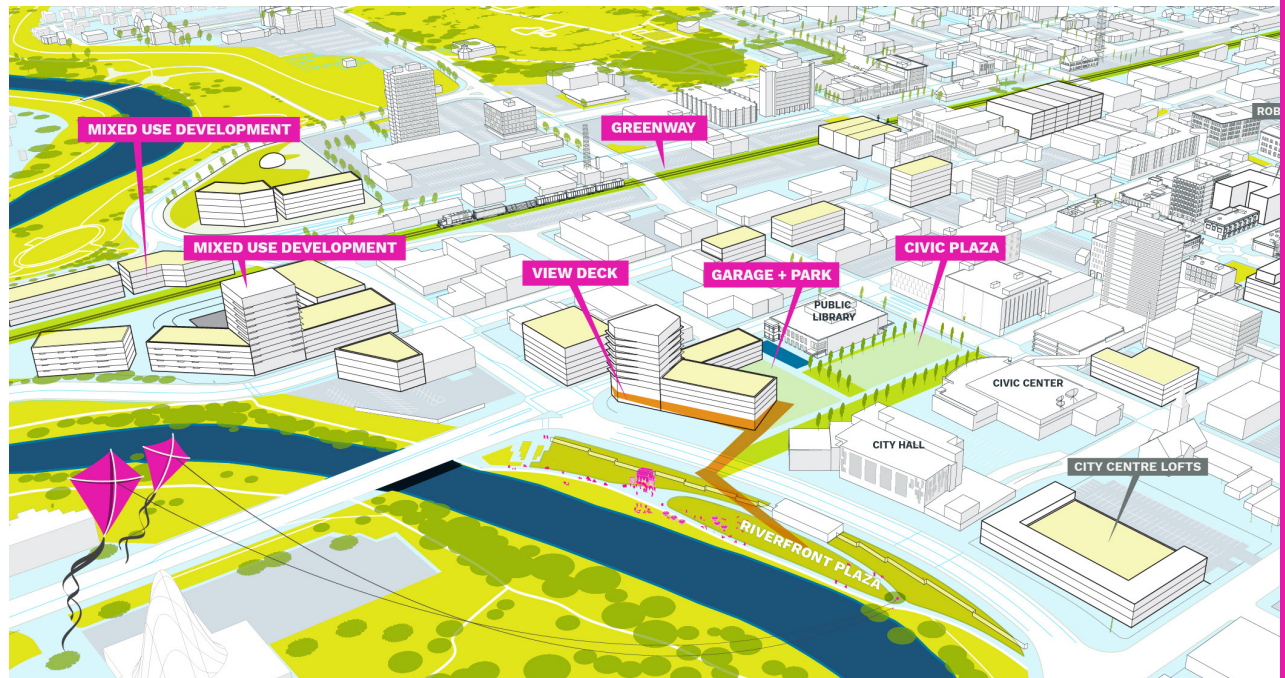 ROB
MIXED USE DEVELOPMENT
GREENWAY
MIXED USE DEVELOPMENT
CIVIC PLAZA
VIEW DECK
GARAGE + PARK
PUBLIC
LIBRARY
CIVIC CENTER
CITY HALL
CITY CENTRE LOFTS
RIVERFRONT PLAZA